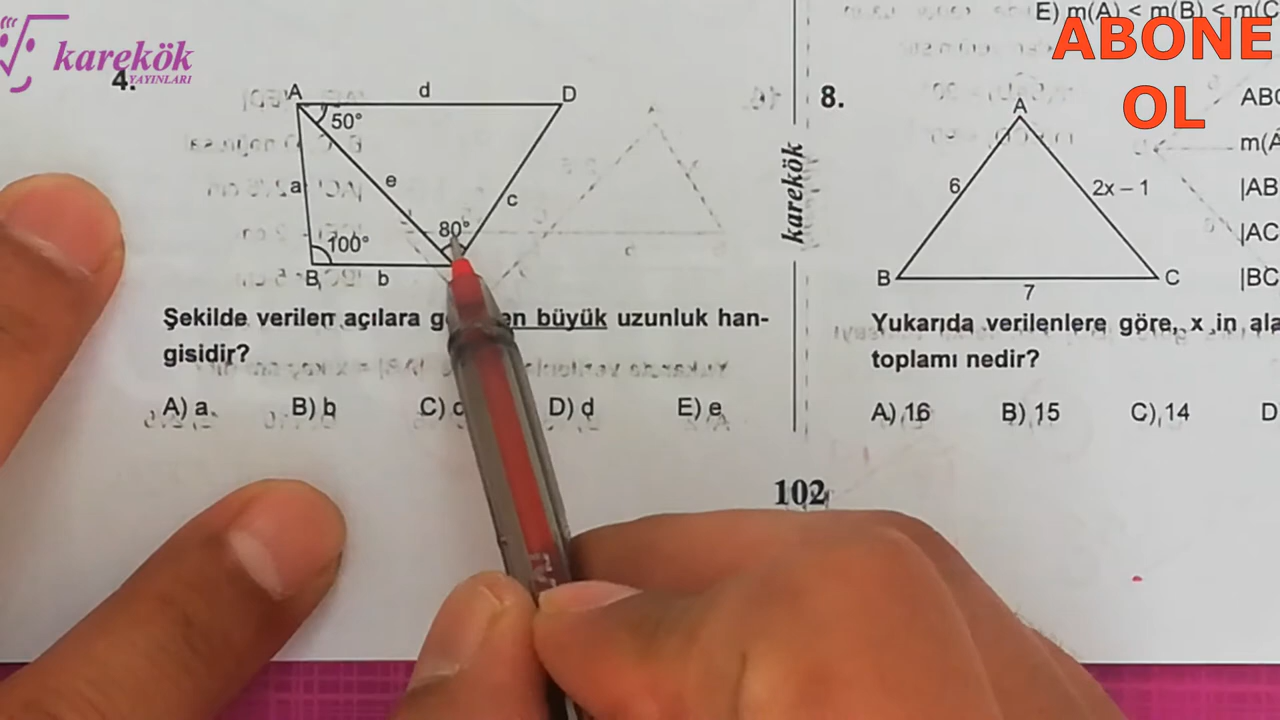 karekök
YAYINLARI
ABONE
OL
4.
A
d
D
50°
a
e
c
80°
100°
B
b
Şekilde verilen açılara en büyük uzunluk han-
gisidir?
A) a
B) b
C)
D) d
E) e
karekök
102
E) m(A) < m(B) < m(C
8.
A
6
2x – 1
B
C
7
ABC
m(A
|AB
|AC
|BC
Yukarıda verilenlere göre, x in ala
toplamı nedir?
A) 16
B) 15
C) 14
D